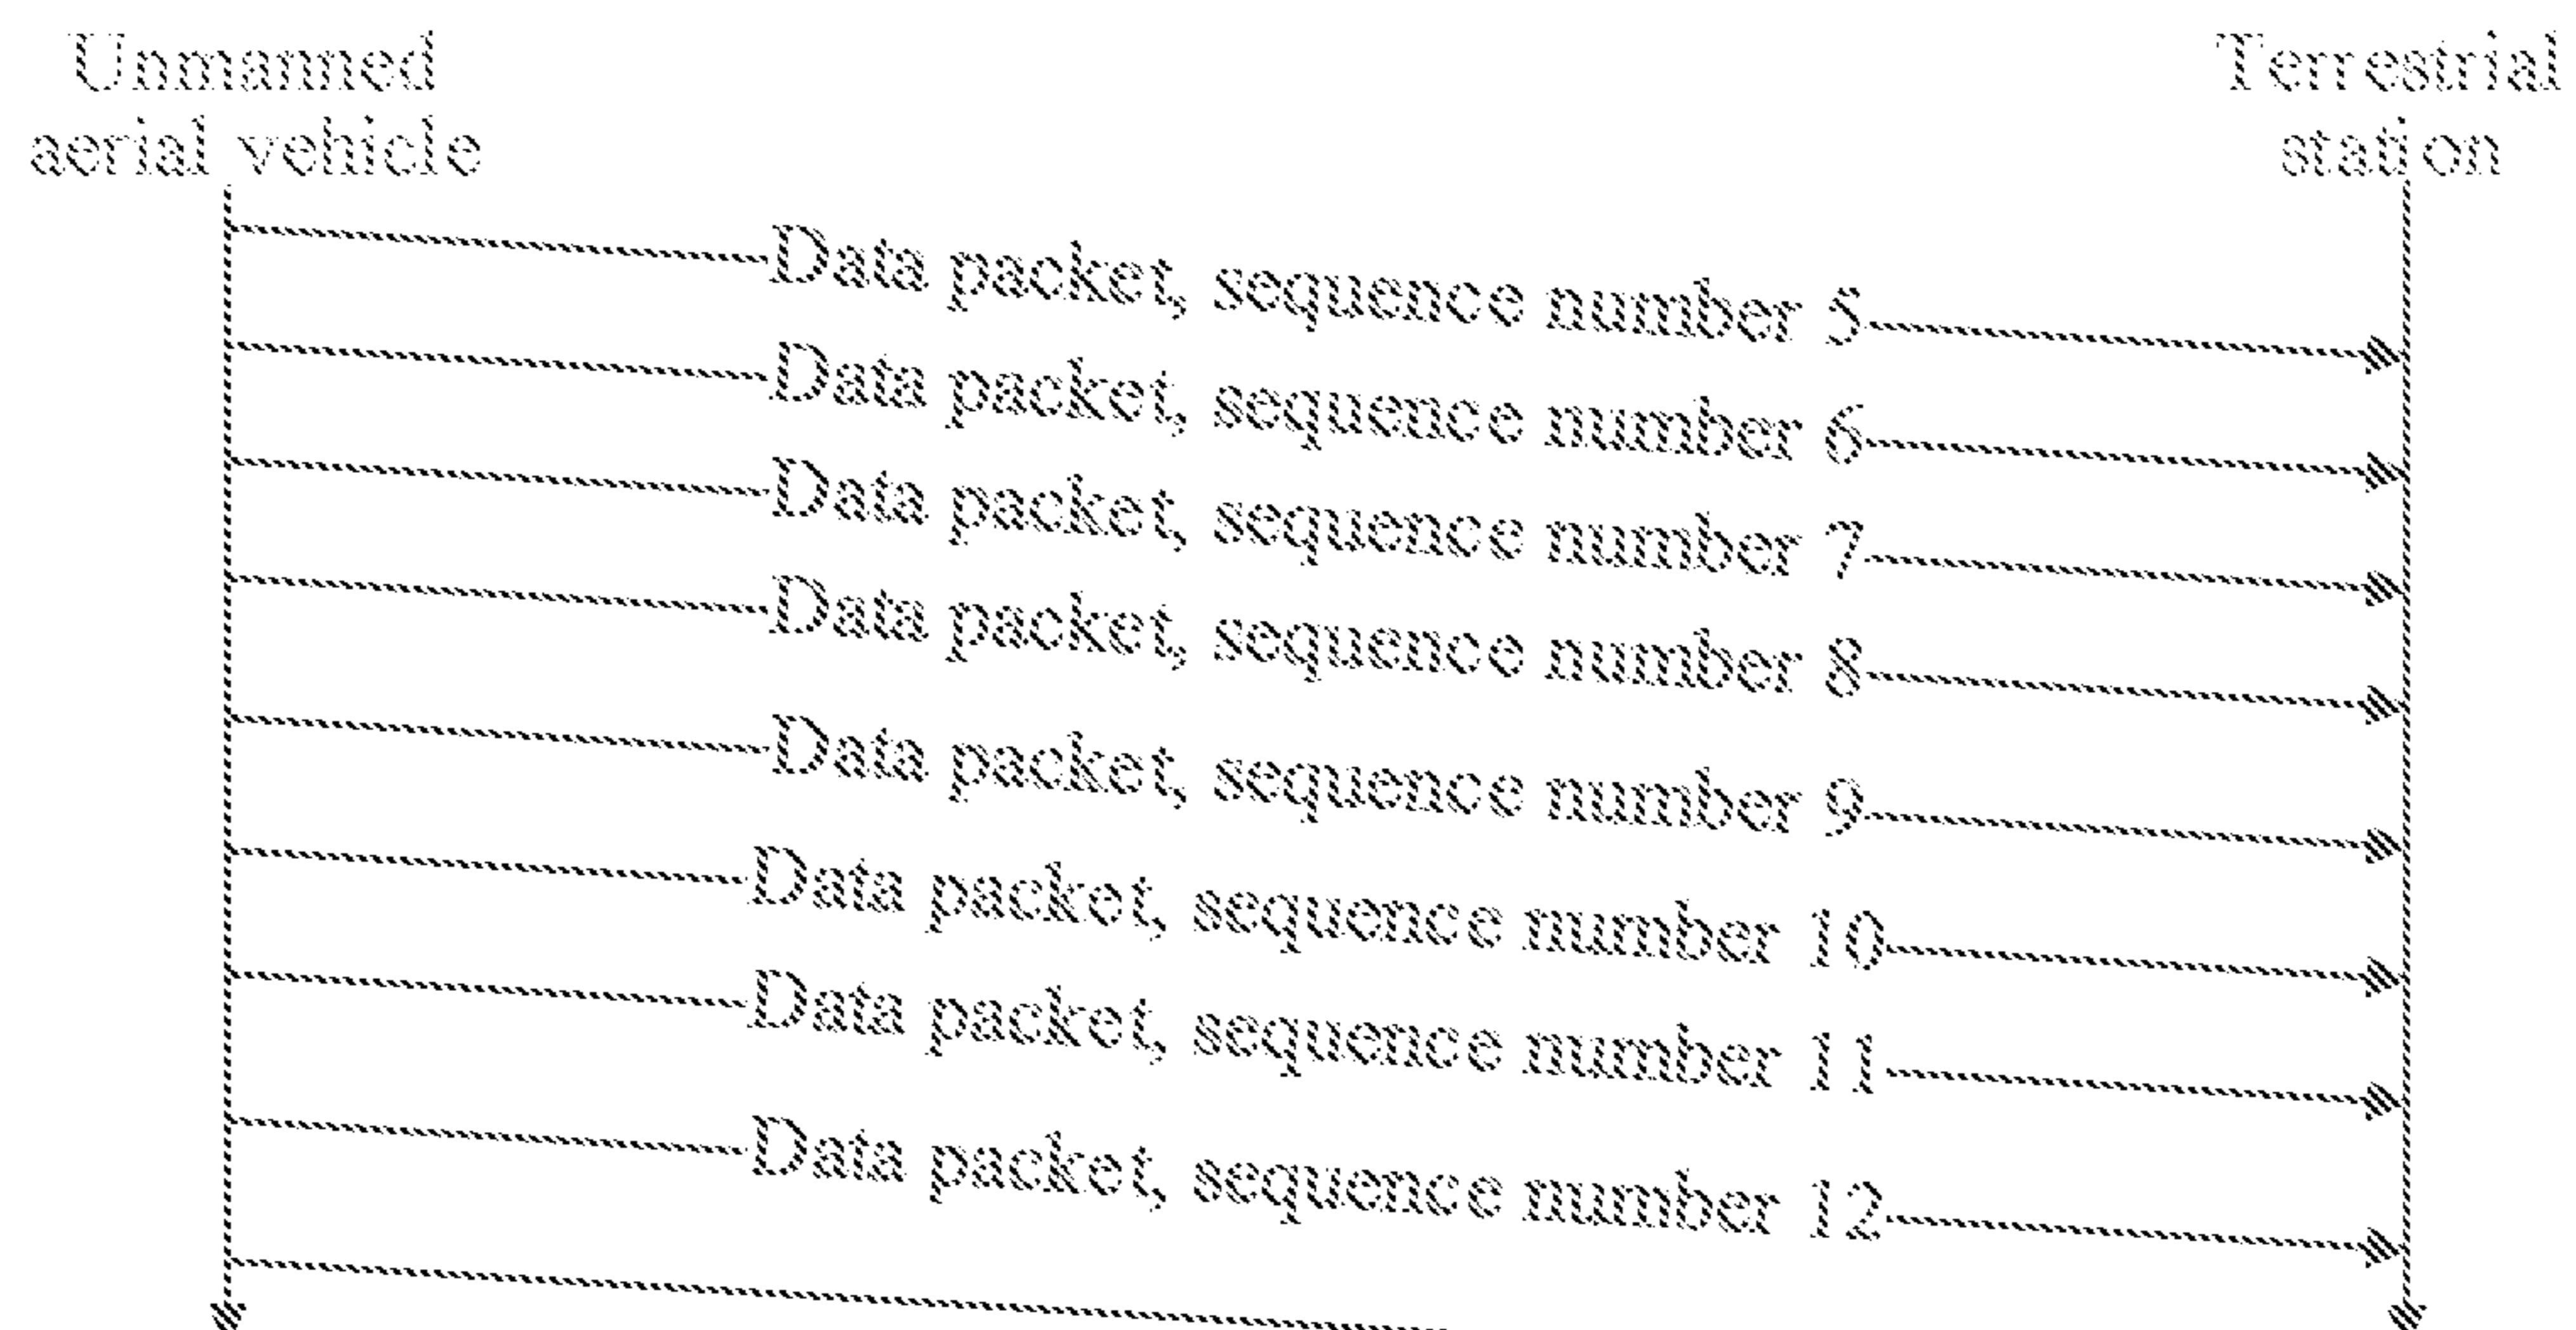 Unmanned
aerial vehicle
Terrestrial
station
Data packet, sequence number 5
Data packet, sequence number 6
Data packet, sequence number 7
Data packet, sequence number 8
Data packet, sequence number 9
Data packet, sequence number 10
Data packet, sequence number 11
Data packet, sequence number 12